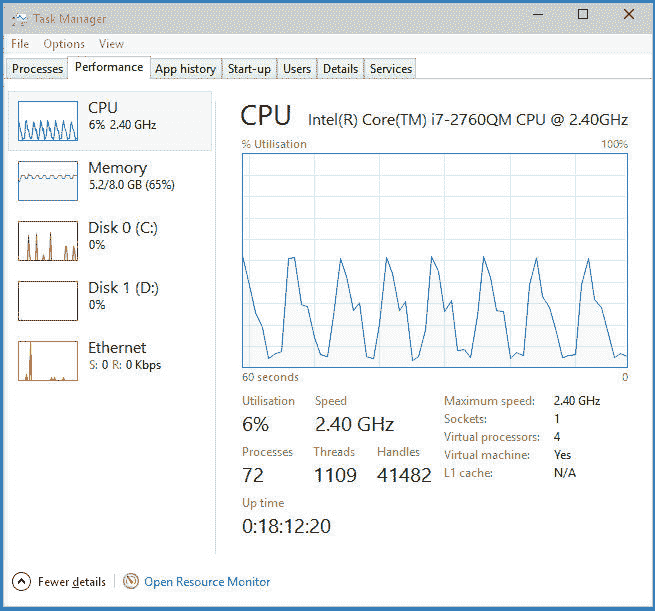 Task Manager
File Options View
Processes Performance App history Start-up Users Details Services
CPU
6% 2.40 GHz
Memory
5.2/8.0 GB (65%)
Disk 0 (C:)
0%
Disk 1 (D:)
0%
Ethernet
S: 0 R: 0 Kbps
CPU Intel(R) Core(TM) i7-2760QM CPU @ 2.40GHz
% Utilisation 100%
60 seconds 0
Utilisation Speed
6% 2.40 GHz
Processes Threads Handles
72 1109 41482
Up time
0:18:12:20
Maximum speed: 2.40 GHz
Sockets: 1
Virtual processors: 4
Virtual machine: Yes
L1 cache: N/A
Fewer details Open Resource Monitor